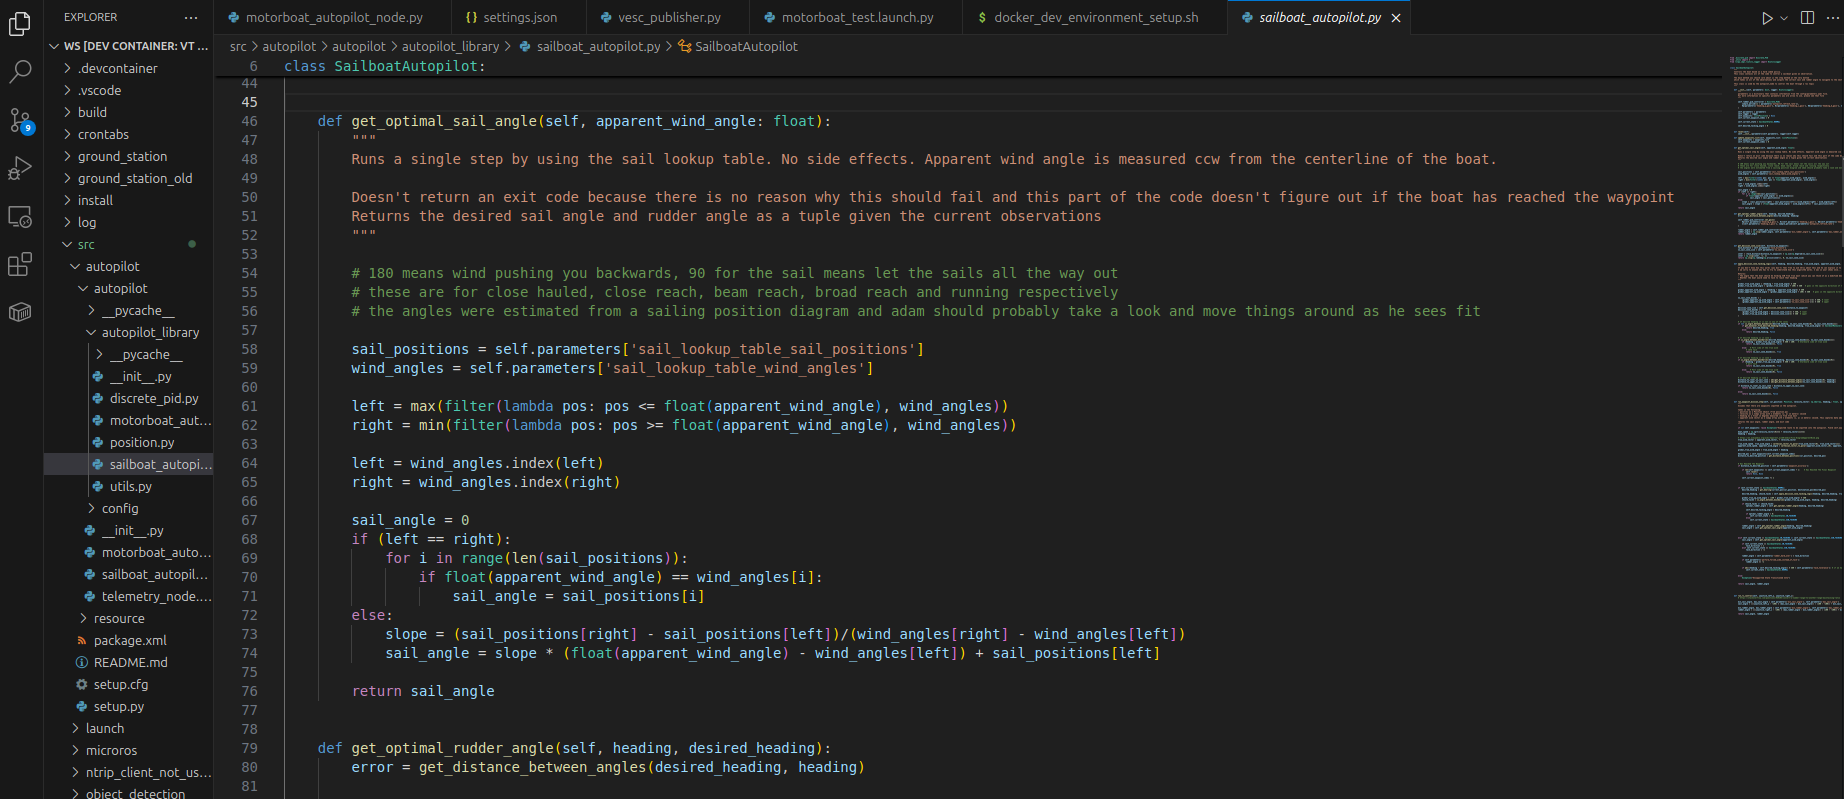 EXPLORER
motorboat_autopilot_node.py
settings.json
vesc_publisher.py
motorboat_test.launch.py
docker_dev_environment_setup.sh
sailboat_autopilot.py
WS [DEV CONTAINER: VT ...
.devcontainer
.vscode
build
crontabs
ground_station
ground_station_old
install
log
src
autopilot
autopilot
__pycache__
autopilot_library
__pycache__
__init__.py
discrete_pid.py
motorboat_aut...
position.py
sailboat_autopi...
utils.py
config
__init__.py
motorboat_auto...
sailboat_autopil...
telemetry_node....
resource
package.xml
README.md
setup.cfg
setup.py
launch
microros
ntrip_client_not_us...
object_detection
9
src > autopilot > autopilot > autopilot_library > sailboat_autopilot.py > SailboatAutopilot
6 class SailboatAutopilot:
44
45
46 def get_optimal_sail_angle(self, apparent_wind_angle: float):
47 """
48 Runs a single step by using the sail lookup table. No side effects. Apparent wind angle is measured ccw from the centerline of the boat.
49
50 Doesn't return an exit code because there is no reason why this should fail and this part of the code doesn't figure out if the boat has reached the waypoint
51 Returns the desired sail angle and rudder angle as a tuple given the current observations
52 """
53
54 # 180 means wind pushing you backwards, 90 for the sail means let the sails all the way out
55 # these are for close hauled, close reach, beam reach, broad reach and running respectively
56 # the angles were estimated from a sailing position diagram and adam should probably take a look and move things around as he sees fit
57
58 sail_positions = self.parameters['sail_lookup_table_sail_positions']
59 wind_angles = self.parameters['sail_lookup_table_wind_angles']
60
61 left = max(filter(lambda pos: pos <= float(apparent_wind_angle), wind_angles))
62 right = min(filter(lambda pos: pos >= float(apparent_wind_angle), wind_angles))
63
64 left = wind_angles.index(left)
65 right = wind_angles.index(right)
66
67 sail_angle = 0
68 if (left == right):
69 for i in range(len(sail_positions)):
70 if float(apparent_wind_angle) == wind_angles[i]:
71 sail_angle = sail_positions[i]
72 else:
73 slope = (sail_positions[right] - sail_positions[left])/(wind_angles[right] - wind_angles[left])
74 sail_angle = slope * (float(apparent_wind_angle) - wind_angles[left]) + sail_positions[left]
75
76 return sail_angle
77
78
79 def get_optimal_rudder_angle(self, heading, desired_heading):
80 error = get_distance_between_angles(desired_heading, heading)
81